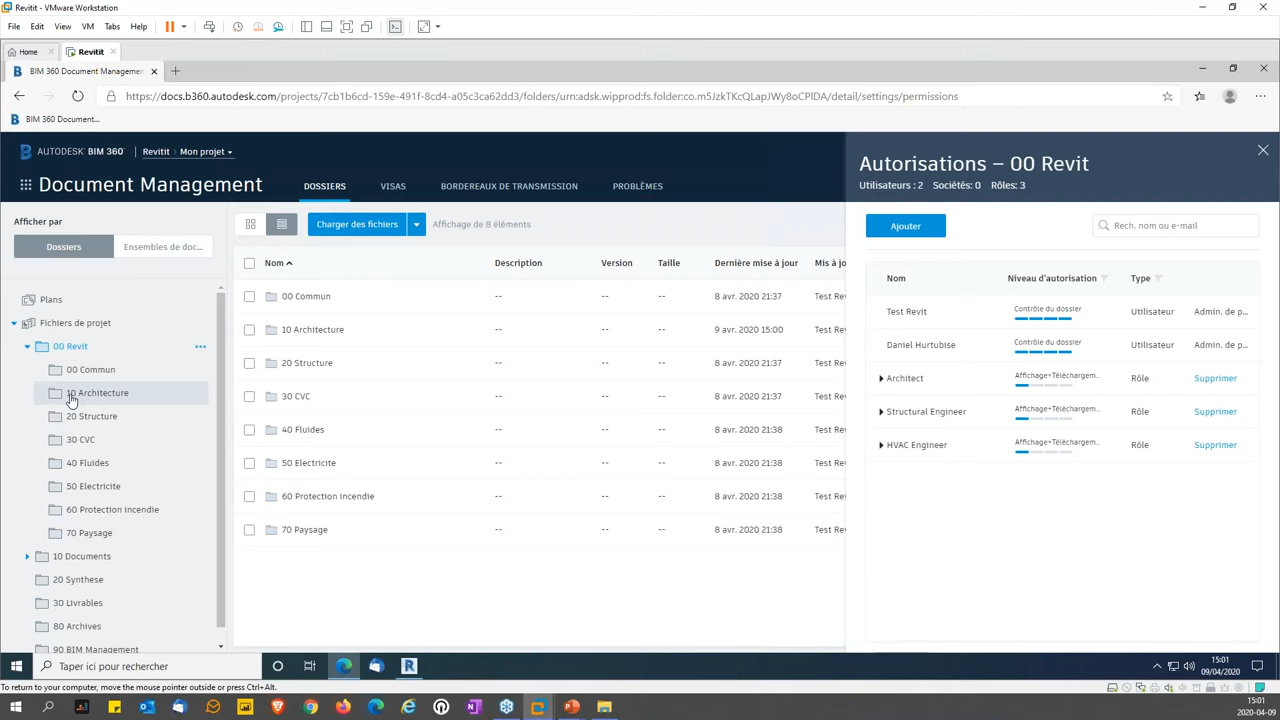 Revitit - VMware Workstation
File Edit View VM Tabs Help
Home Revitit
BIM 360 Document Managemen
https://docs.b360.autodesk.com/projects/7cb1b6cd-159e-491f-8cd4-a05c3ca62dd3/folders/urn:adsk.wipprod:fs.folder:co.m5JzkTKcQLapJWy8oCPlDA/detail/settings/permissions
BIM 360 Document...
AUTODESK® BIM 360° Revitit > Mon projet
Document Management DOSSIERS VISAS BORDEREAUX DE TRANSMISSION PROBLÈMES
Autorisations – 00 Revit
Utilisateurs : 2 Sociétés: 0 Rôles: 3
Afficher par
Dossiers Ensembles de doc...
Charger des fichiers Affichage de 8 éléments
Ajouter Rech. nom ou e-mail
Plans
Fichiers de projet
00 Revit
00 Commun
10 Architecture
20 Structure
30 CVC
40 Fluides
50 Electricite
60 Protection incendie
70 Paysage
10 Documents
20 Synthese
30 Livrables
80 Archives
90 BIM Management
Nom Description Version Taille Dernière mise à jour Mis à jo
00 Commun -- -- -- 8 avr. 2020 21:37 Test Re
10 Architecture -- -- -- 9 avr. 2020 15:00 Test Re
20 Structure -- -- -- 8 avr. 2020 21:37 Test Re
30 CVC -- -- -- 8 avr. 2020 21:37 Test Re
40 Fluides -- -- -- 8 avr. 2020 21:38 Test Re
50 Electricite -- -- -- 8 avr. 2020 21:38 Test Re
60 Protection incendie -- -- -- 8 avr. 2020 21:38 Test Re
70 Paysage -- -- -- 8 avr. 2020 21:38 Test Re
Nom Niveau d'autorisation Type
Test Revit Contrôle du dossier Utilisateur Admin. de p...
Daniel Hurtubise Contrôle du dossier Utilisateur Admin. de p...
Architect Affichage+Téléchargem... Rôle Supprimer
Structural Engineer Affichage+Téléchargem... Rôle Supprimer
HVAC Engineer Affichage+Téléchargem... Rôle Supprimer
Taper ici pour rechercher
15:01
09/04/2020
To return to your computer, move the mouse pointer outside or press Ctrl+Alt.
15:01
2020-04-09